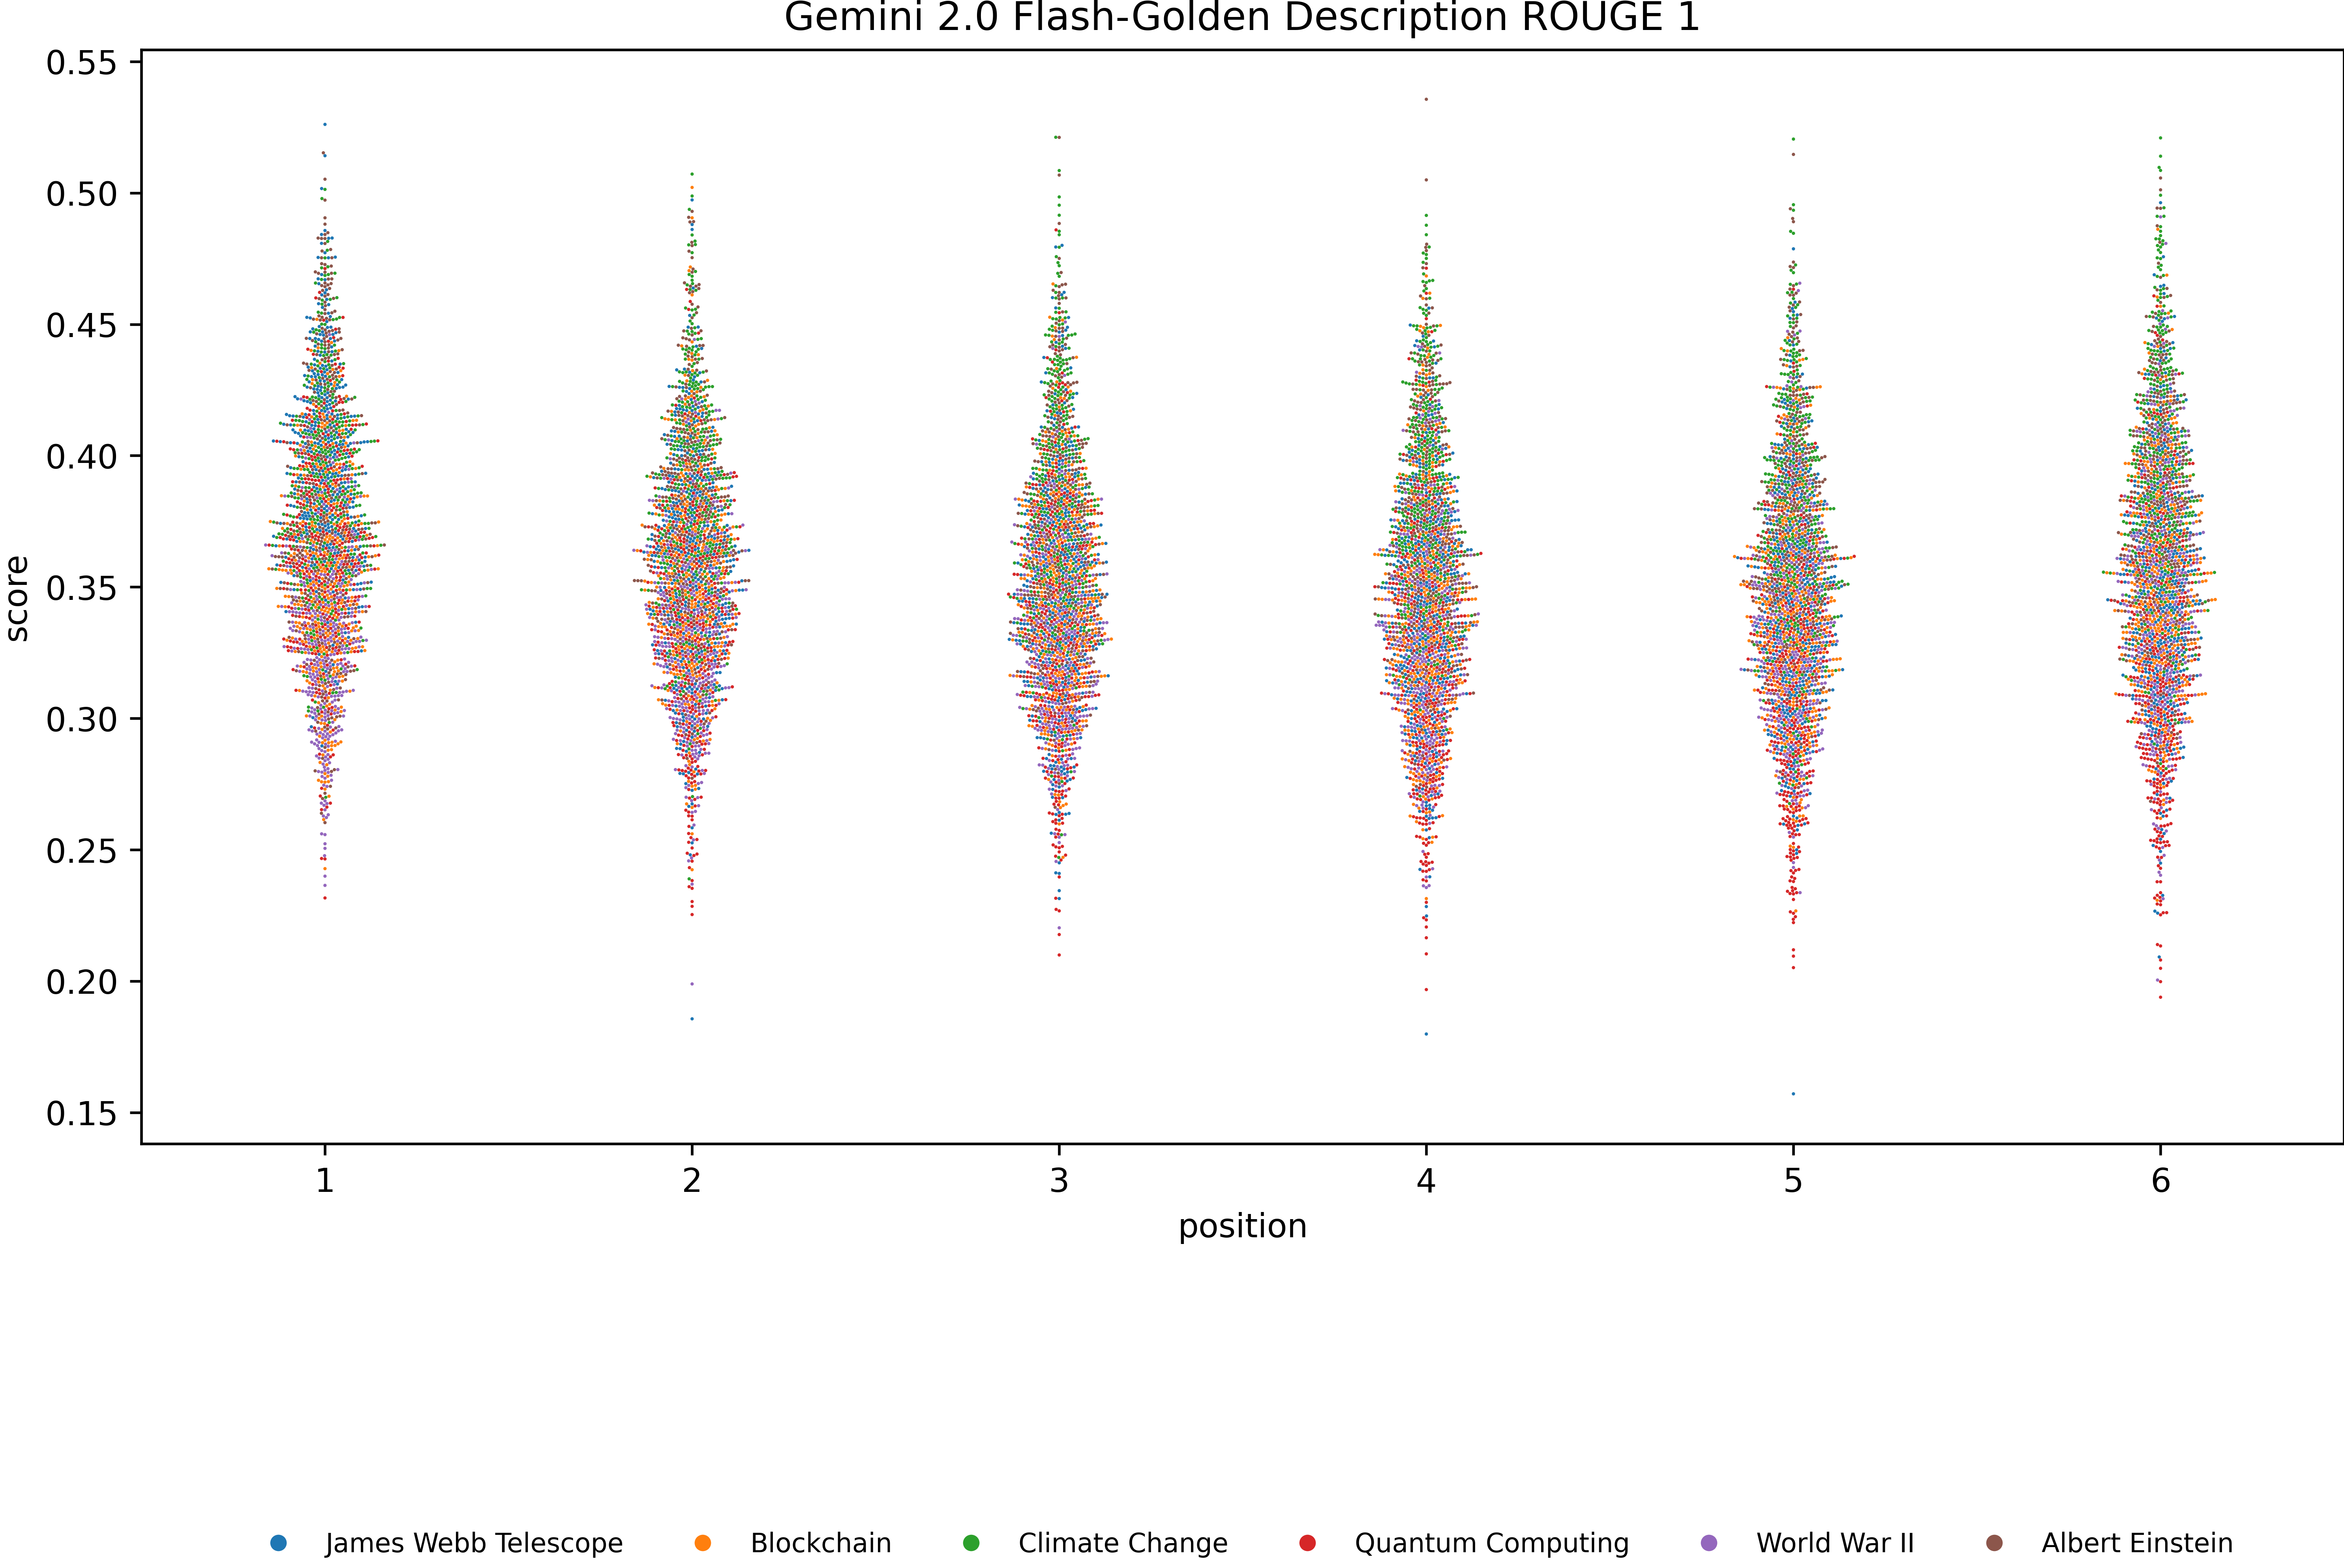 Gemini 2.0 Flash-Golden Description ROUGE 1
0.55
0.50
0.45
0.40
0.35
0.30
0.25
0.20
0.15
score
1 2 3 4 5 6
position
James Webb Telescope Blockchain Climate Change Quantum Computing World War II Albert Einstein